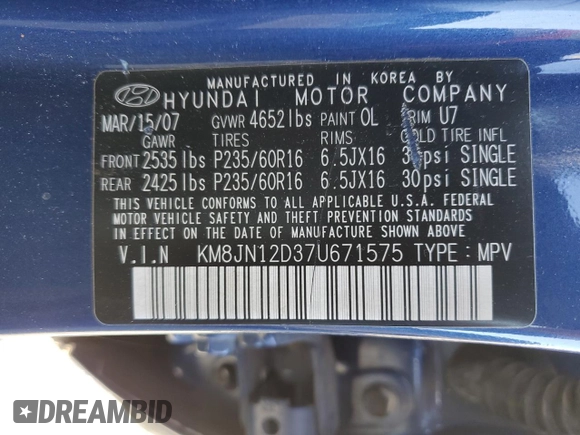 MANUFACTURED IN KOREA BY
HYUNDAI MOTOR COMPANY
MAR/15/07 GVWR 4652lbs PAINT OL TRIM U7
GAWR TIRES RIMS COLD TIRE INFL
FRONT 2535lbs P235/60R16 6.5JX16 psi SINGLE
REAR 2425lbs P235/60R16 6.5JX16 30psi SINGLE
THIS VEHICLE CONFORMS TO ALL APPLICABLE U.S.A. FEDERAL
MOTOR VEHICLE SAFETY AND THEFT PREVENTION STANDARDS IN
EFFECT ON THE DATE OF MANUFACTURE SHOWN ABOVE.
V.I.N KM8JN12D37U671575 TYPE : MPV
DREAMBID